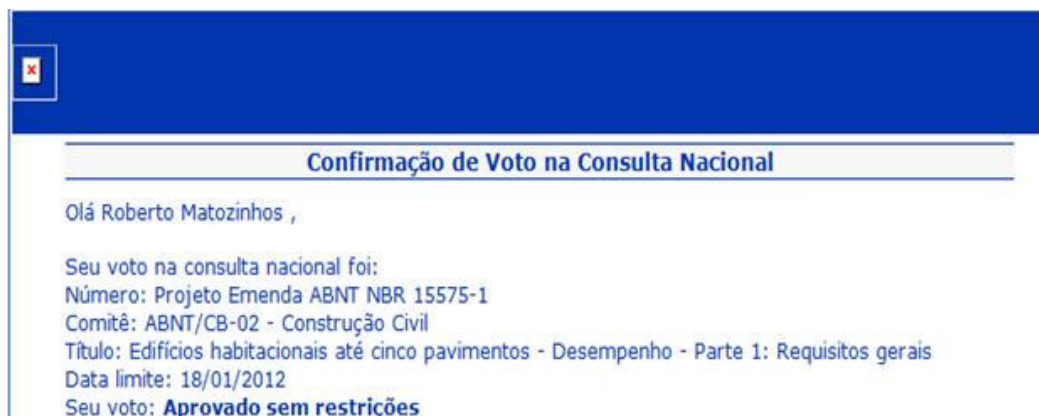 Confirmação de Voto na Consulta Nacional
Olá Roberto Matozinhos ,
Seu voto na consulta nacional foi:
Número: Projeto Emenda ABNT NBR 15575-1
Comitê: ABNT/CB-02 - Construção Civil
Título: Edifícios habitacionais até cinco pavimentos - Desempenho - Parte 1: Requisitos gerais
Data limite: 18/01/2012
Seu voto: Aprovado sem restrições